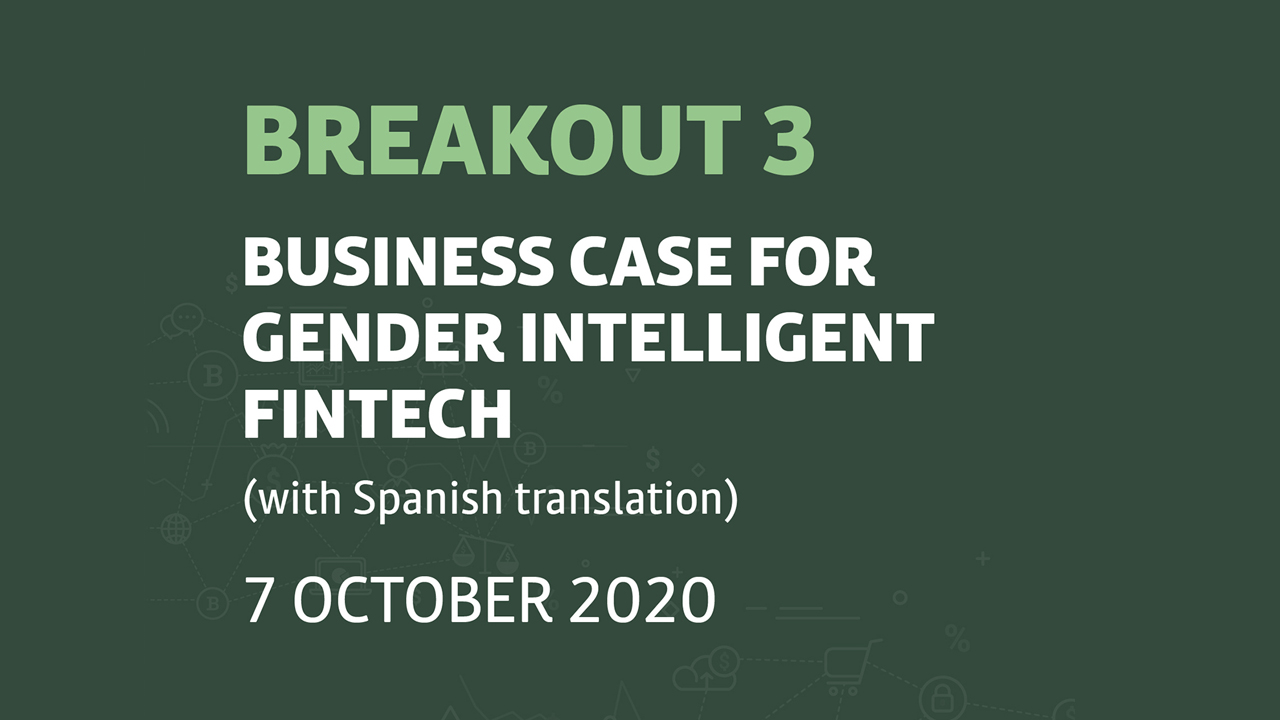 BREAKOUT 3
BUSINESS CASE FOR
GENDER INTELLIGENT
FINTECH
(with Spanish translation)
7 OCTOBER 2020